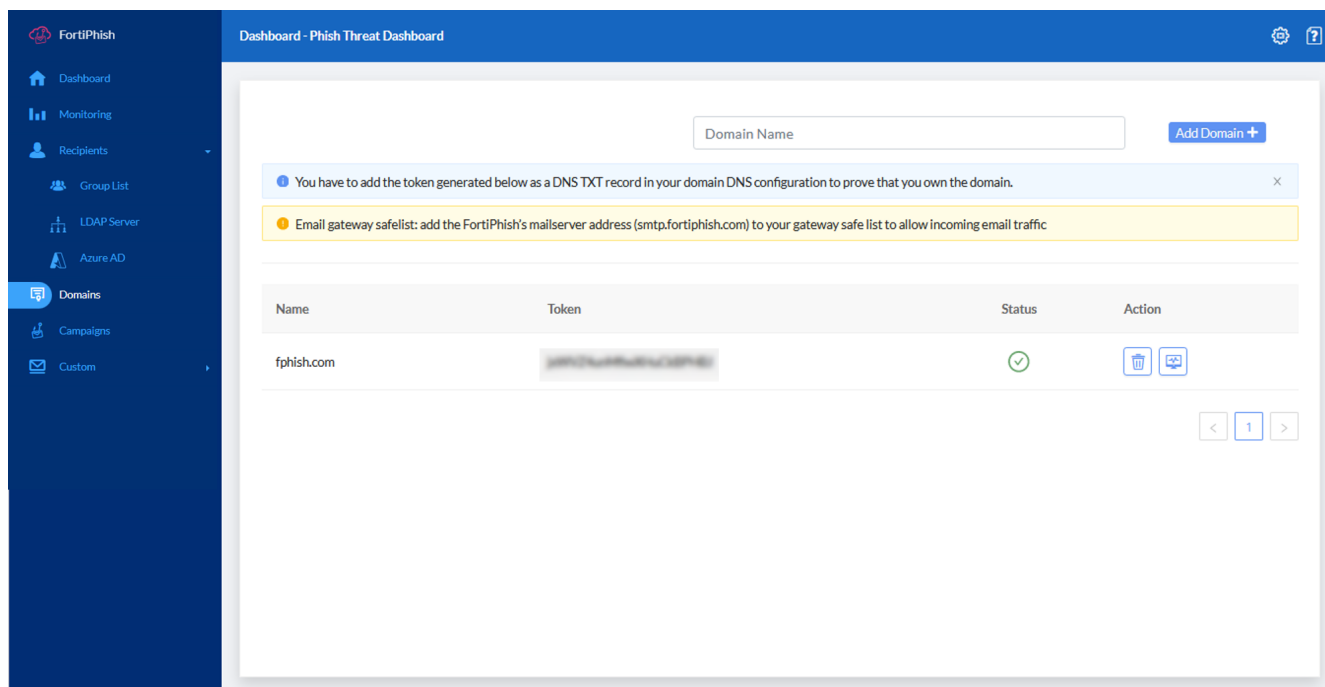 FortiPhish
Dashboard - Phish Threat Dashboard
Dashboard
Monitoring
Recipients
Group List
LDAP Server
Azure AD
Domains
Campaigns
Custom
Domain Name
Add Domain +
You have to add the token generated below as a DNS TXT record in your domain DNS configuration to prove that you own the domain.
Email gateway safelist: add the FortiPhish's mailserver address (smtp.fortiphish.com) to your gateway safe list to allow incoming email traffic
Name Token Status Action
fphish.com
< 1 >